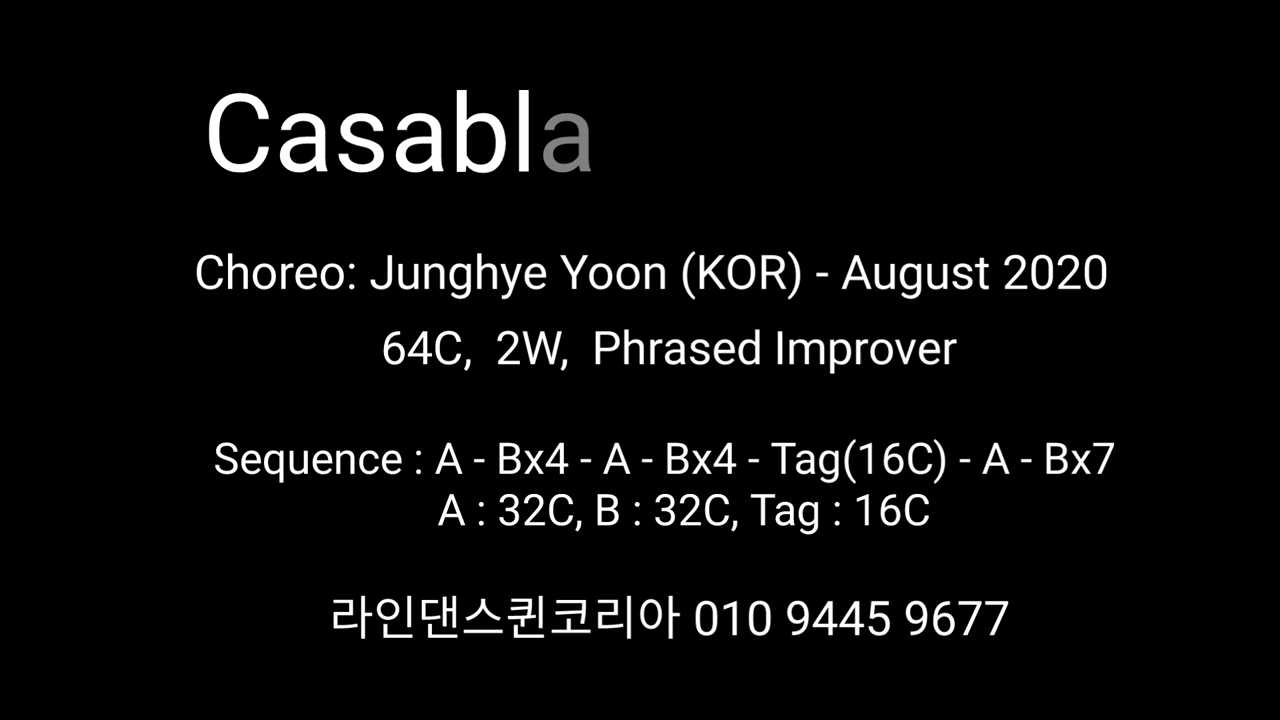 Casabla
Choreo: Junghye Yoon (KOR) - August 2020
64C, 2W, Phrased Improver
Sequence : A - Bx4 - A - Bx4 - Tag(16C) - A - Bx7
A : 32C, B : 32C, Tag : 16C
라인댄스퀸코리아 010 9445 9677